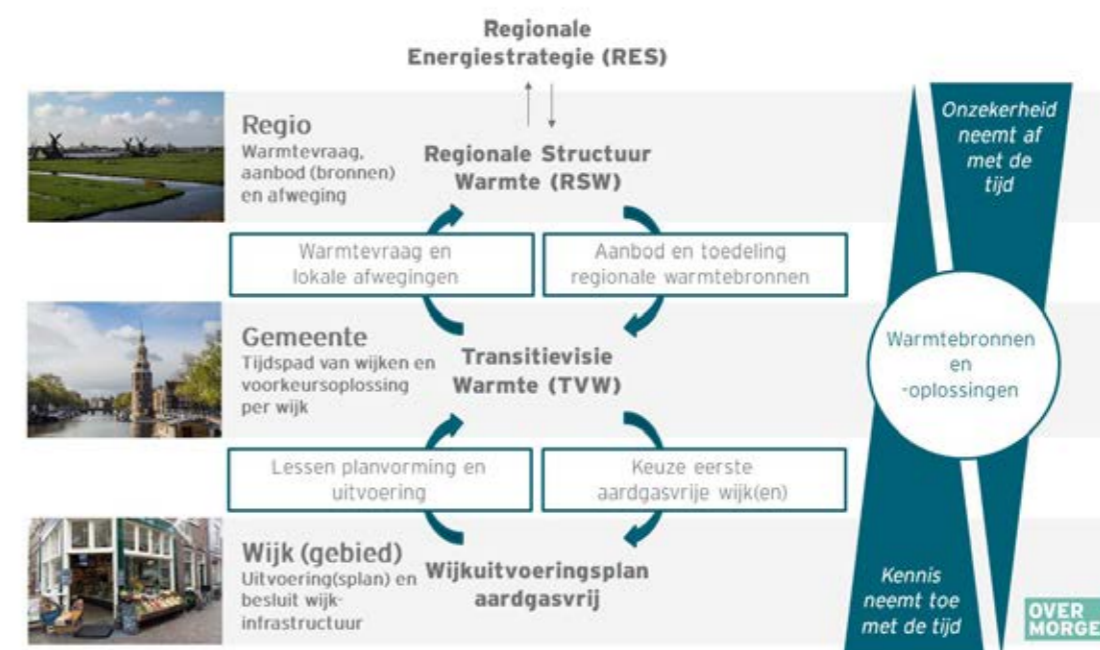 Regionale
Energiestrategie (RES)
Regio
Warmtevraag,
aanbod (bronnen)
en afweging
Regionale Structuur
Warmte (RSW)
Onzekerheid
neemt af
met de
tijd
Warmtevraag en
lokale afwegingen
Aanbod en toedeling
regionale warmtebronnen
Gemeente
Tijdspad van wijken en
voorkeursoplossing
per wijk
Transitievisie
Warmte (TVW)
Warmtebronnen
en
-oplossingen
Lessen planvorming en
uitvoering
Keuze eerste
aardgasvrije wijk(en)
Wijk (gebied)
Uitvoering(splan) en
besluit wijk-
infrastructuur
Wijkuitvoeringsplan
aardgasvrij
Kennis
neemt toe
met de tijd
OVER
MORGE